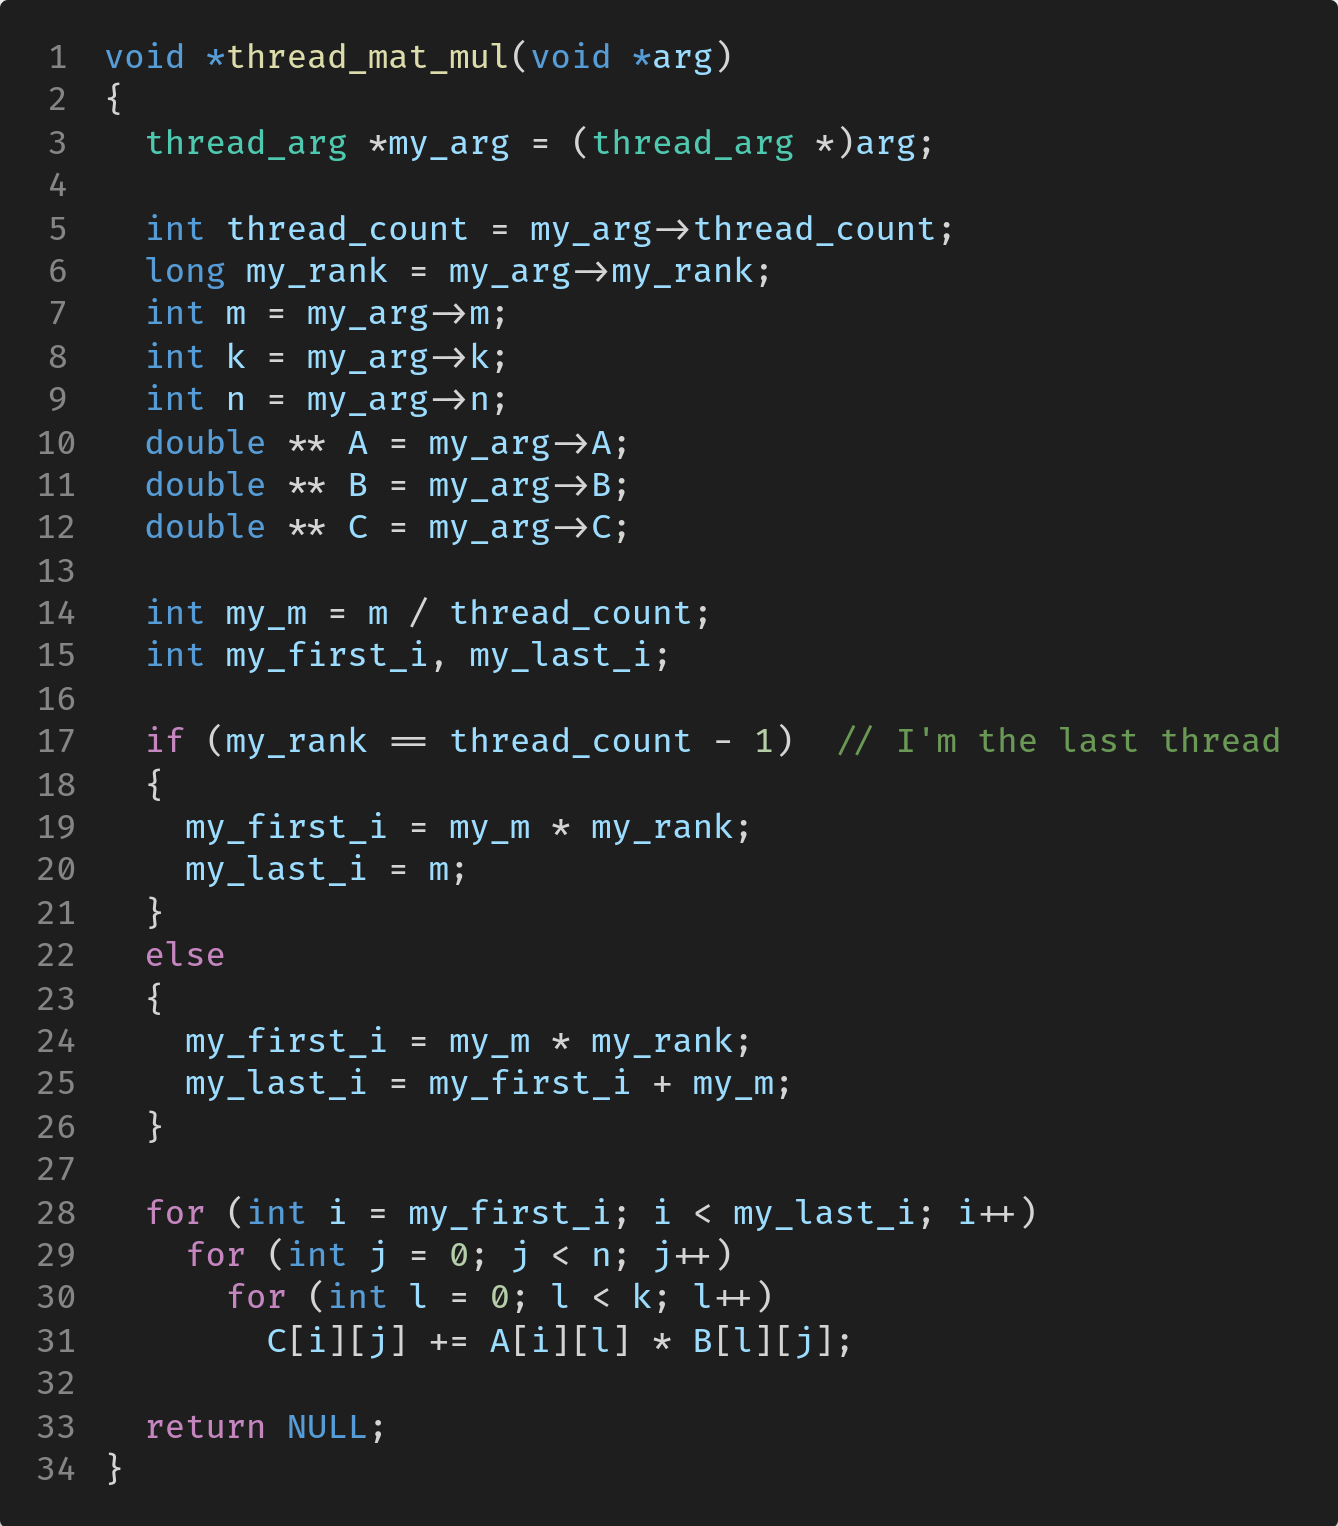 1 void *thread_mat_mul(void *arg)
2 {
3   thread_arg *my_arg = (thread_arg *)arg;
4
5   int thread_count = my_arg->thread_count;
6   long my_rank = my_arg->my_rank;
7   int m = my_arg->m;
8   int k = my_arg->k;
9   int n = my_arg->n;
10   double ** A = my_arg->A;
11   double ** B = my_arg->B;
12   double ** C = my_arg->C;
13
14   int my_m = m / thread_count;
15   int my_first_i, my_last_i;
16
17   if (my_rank == thread_count - 1)  // I'm the last thread
18   {
19     my_first_i = my_m * my_rank;
20     my_last_i = m;
21   }
22   else
23   {
24     my_first_i = my_m * my_rank;
25     my_last_i = my_first_i + my_m;
26   }
27
28   for (int i = my_first_i; i < my_last_i; i++)
29     for (int j = 0; j < n; j++)
30       for (int l = 0; l < k; l++)
31         C[i][j] += A[i][l] * B[l][j];
32
33   return NULL;
34 }